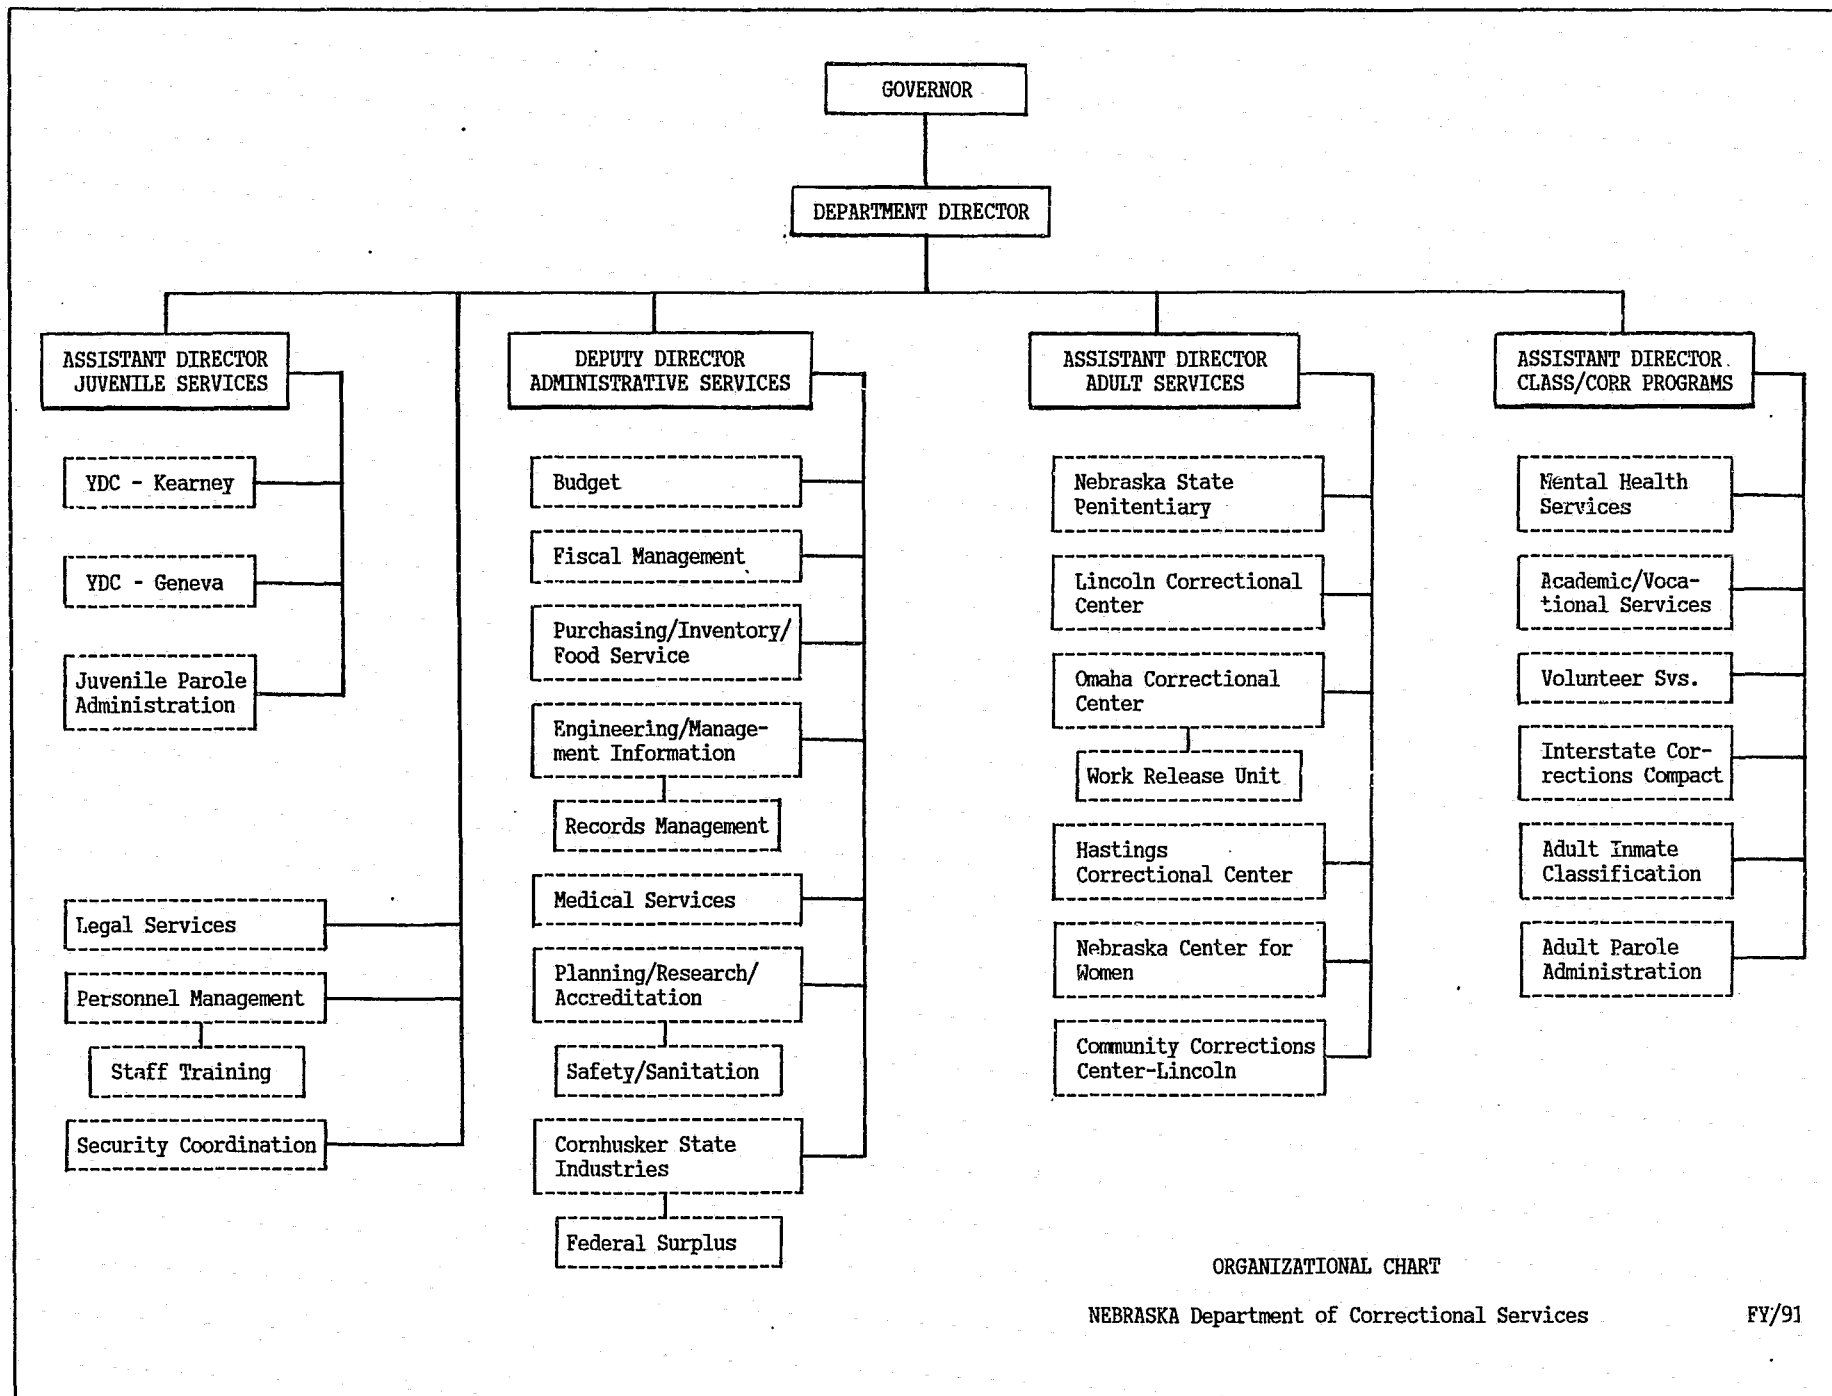 GOVERNOR
DEPARTMENT DIRECTOR
ASSISTANT DIRECTOR
JUVENILE SERVICES
YDC - Kearney
YDC - Geneva
Juvenile Parole
Administration
Legal Services
Personnel Management
Staff Training
Security Coordination
DEPUTY DIRECTOR
ADMINISTRATIVE SERVICES
Budget
Fiscal Management
Purchasing/Inventory/
Food Service
Engineering/Manage-
ment Information
Records Management
Medical Services
Planning/Research/
Accreditation
Safety/Sanitation
Cornhusker State
Industries
Federal Surplus
ASSISTANT DIRECTOR
ADULT SERVICES
Nebraska State
Penitentiary
Lincoln Correctional
Center
Omaha Correctional
Center
Work Release Unit
Hastings
Correctional Center
Nebraska Center for
Women
Community Corrections
Center-Lincoln
ASSISTANT DIRECTOR
CLASS/CORR PROGRAMS
Mental Health
Services
Academic/Voca-
tional Services
Volunteer Svs.
Interstate Cor-
rections Compact
Adult Inmate
Classification
Adult Parole
Administration
ORGANIZATIONAL CHART
NEBRASKA Department of Correctional Services
FY/91